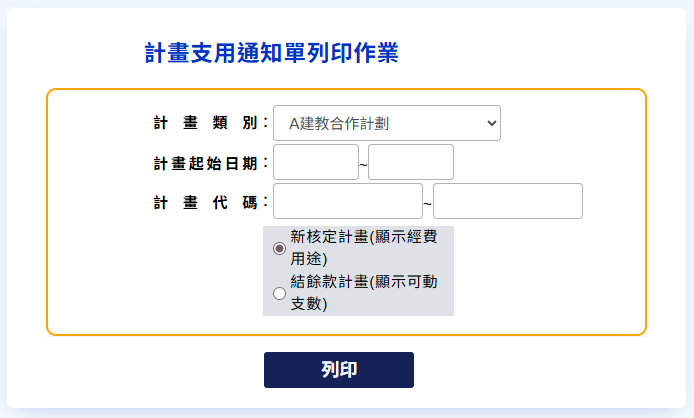 計畫支用通知單列印作業
計畫類別： A建教合作計劃
計畫起始日期： ~
計畫代碼： ~
新核定計畫(顯示經費
用途)
結餘款計畫(顯示可動
支數)
列印